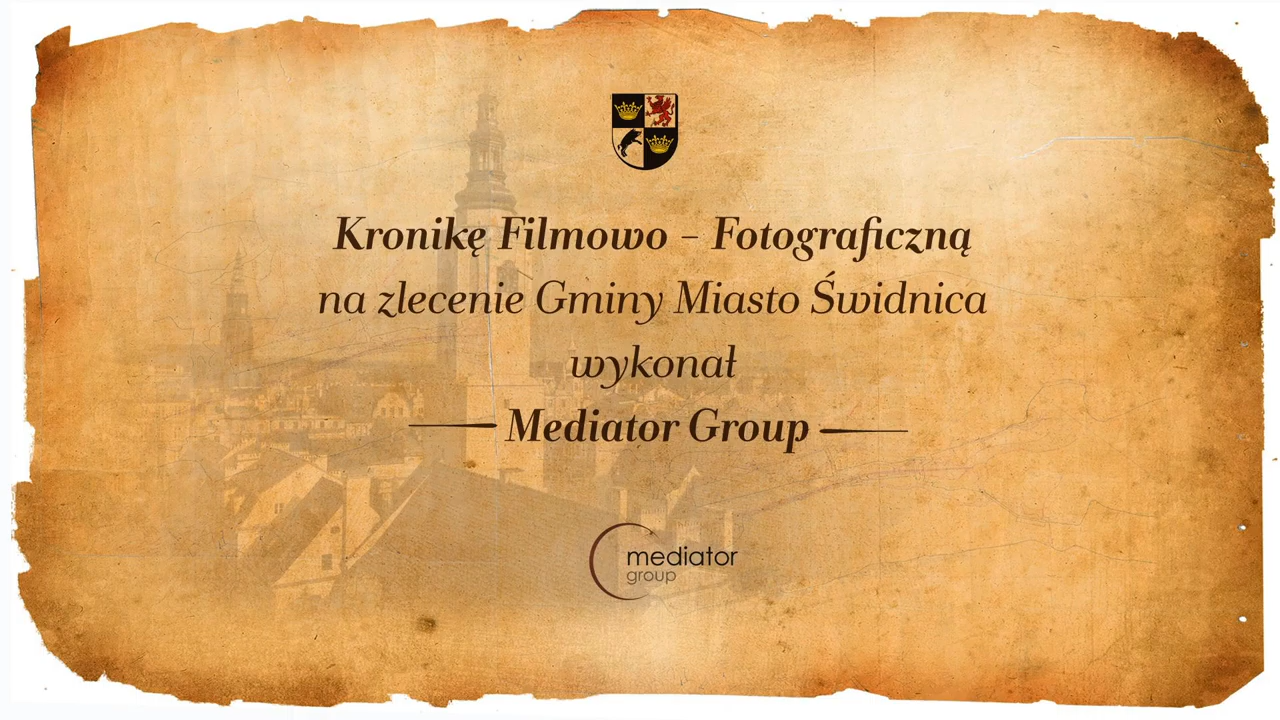 Kronikę Filmowo – Fotograficzną
na zlecenie Gminy Miasto Świdnica
wykonał
Mediator Group
mediator
group